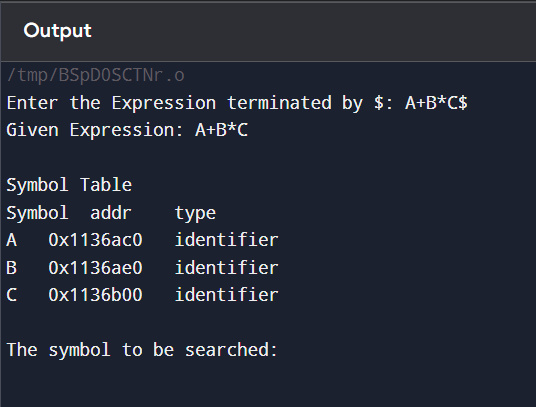 Output
/tmp/BSpD0SCTNr.o
Enter the Expression terminated by $: A+B*C$
Given Expression: A+B*C
Symbol Table
Symbol addr type
A 0x1136ac0 identifier
B 0x1136ae0 identifier
C 0x1136b00 identifier
The symbol to be searched: